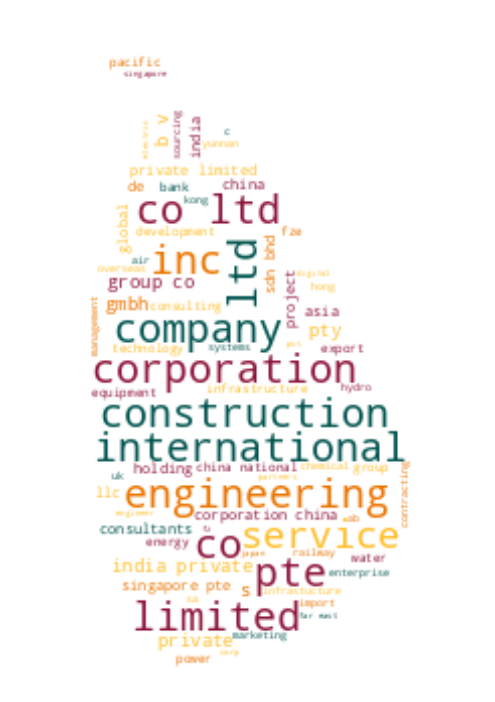 pacific
singapore
electric
b v
sourcing
india
c
yunnan
private limited
de
bank
china
kong
co ltd
global
development
ltd
sdn bhd
fze
air
inc
overseas
digital
group co
project
hong
management
gmbh
consulting
asia
company
pty
technology
systems
export
corporation
equipment
infrastructure
hydro
construction
international
holding
china national
chemical
group
uk
partners
contracting
llc
engineering
engineer
corporation china
sab
consultants
service
energy
co
japan
railway
water
india private
pte
enterprise
singapore pte
s
infrastucture
sa
import
limited
far east
marketing
private
corp
power